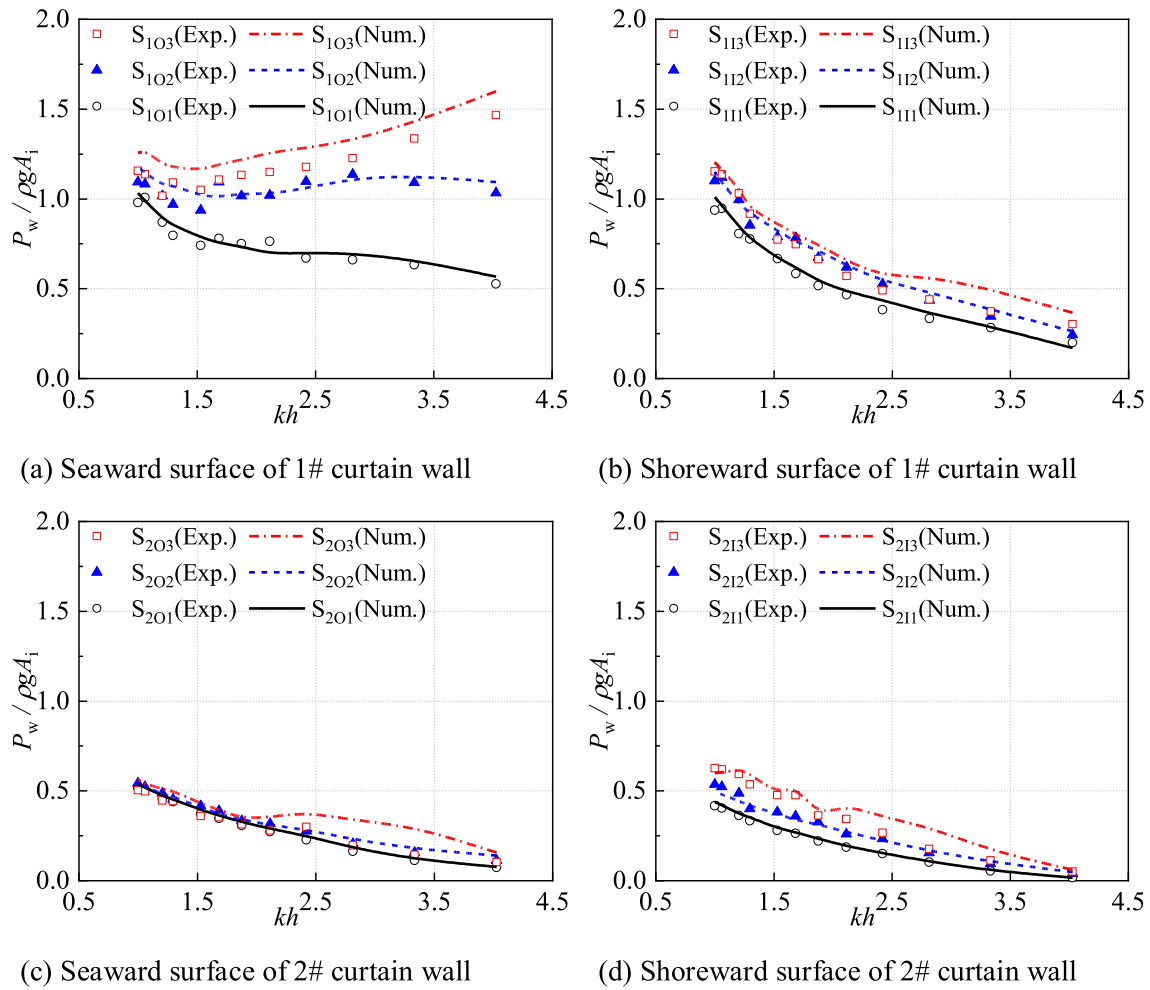 2.0
S1O3(Exp.) S1O3(Num.)
S1O2(Exp.) S1O2(Num.)
1.5
S1O1(Exp.) S1O1(Num.)
1.0
0.5
0.0
0.5 1.5 2.5 3.5 4.5
kh
Pw / ρgAi
(a) Seaward surface of 1# curtain wall
2.0
S1I3(Exp.) S1I3(Num.)
S1I2(Exp.) S1I2(Num.)
1.5
S1I1(Exp.) S1I1(Num.)
1.0
0.5
0.0
0.5 1.5 2.5 3.5 4.5
kh
Pw / ρgAi
(b) Shoreward surface of 1# curtain wall
2.0
S2O3(Exp.) S2O3(Num.)
S2O2(Exp.) S2O2(Num.)
1.5
S2O1(Exp.) S2O1(Num.)
1.0
0.5
0.0
0.5 1.5 2.5 3.5 4.5
kh
Pw / ρgAi
(c) Seaward surface of 2# curtain wall
2.0
S2I3(Exp.) S2I3(Num.)
S2I2(Exp.) S2I2(Num.)
1.5
S2I1(Exp.) S2I1(Num.)
1.0
0.5
0.0
0.5 1.5 2.5 3.5 4.5
kh
Pw / ρgAi
(d) Shoreward surface of 2# curtain wall